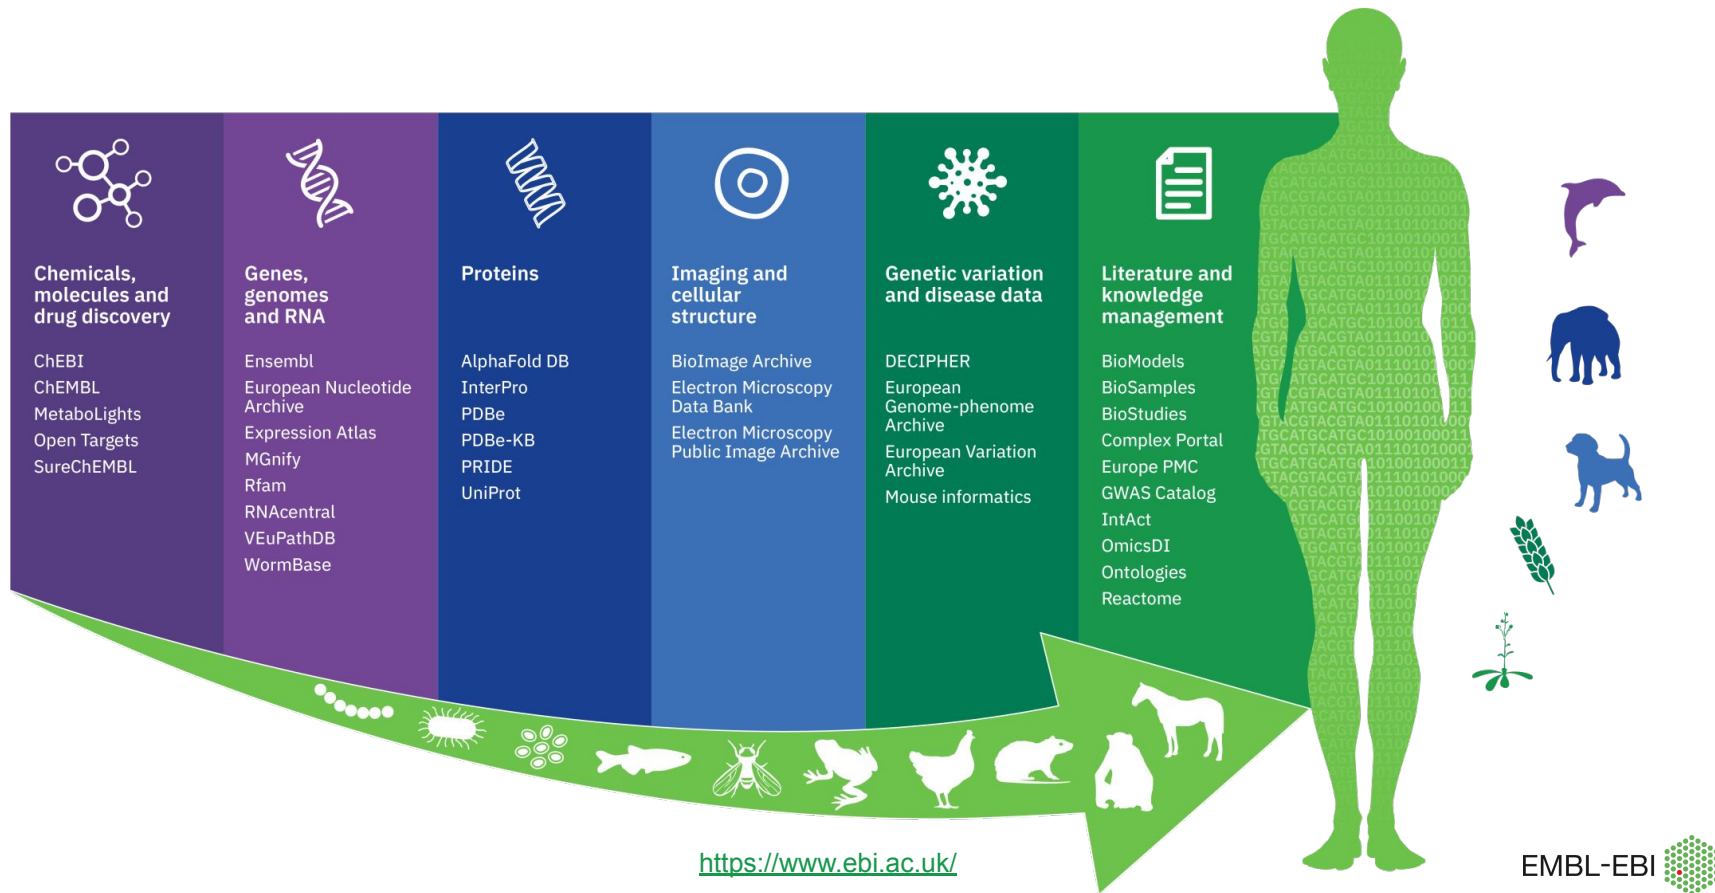 Chemicals,
molecules and
drug discovery
ChEBI
ChEMBL
MetaboLights
Open Targets
SureChEMBL
Genes,
genomes
and RNA
Ensembl
European Nucleotide
Archive
Expression Atlas
MGnify
Rfam
RNAcentral
VEuPathDB
WormBase
Proteins
AlphaFold DB
InterPro
PDBe
PDBe-KB
PRIDE
UniProt
Imaging and
cellular
structure
BioImage Archive
Electron Microscopy
Data Bank
Electron Microscopy
Public Image Archive
Genetic variation
and disease data
DECIPHER
European
Genome-phenome
Archive
European Variation
Archive
Mouse informatics
Literature and
knowledge
management
BioModels
BioSamples
BioStudies
Complex Portal
Europe PMC
GWAS Catalog
IntAct
OmicsDI
Ontologies
Reactome
https://www.ebi.ac.uk/
EMBL-EBI